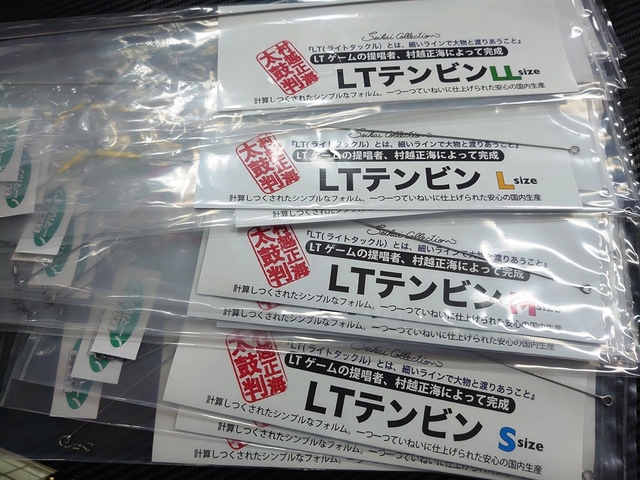 Seikai Collection
『LT(ライトタックル)とは、細いラインで大物と渡りあうこと』
LTゲームの提唱者、村越正海によって完成
村越正海
太鼓判
LTテンビンLLsize
計算しつくされたシンプルなフォルム。一つ一つていねいに仕上げられた安心の国内生産
Seikai Collection
『LT(ライトタックル)とは、細いラインで大物と渡りあうこと』
LTゲームの提唱者、村越正海によって完成
村越正海
太鼓判
LTテンビン Lsize
計算しつくされたシンプルなフォルム。一つ一つていねいに仕上げられた安心の国内生産
Seikai Collection
『LT(ライトタックル)とは、細いラインで大物と渡りあうこと』
LTゲームの提唱者、村越正海によって完成
村越正海
太鼓判
LTテンビン Msize
計算しつくされたシンプルなフォルム。一つ一つていねいに仕上げられた安心の国内生産
Seikai Collection
『LT(ライトタックル)とは、細いラインで大物と渡りあうこと』
LTゲームの提唱者、村越正海によって完成
村越正海
太鼓判
LTテンビン Ssize
計算しつくされたシンプルなフォルム。一つ一つていねいに仕上げられた安心の国内生産